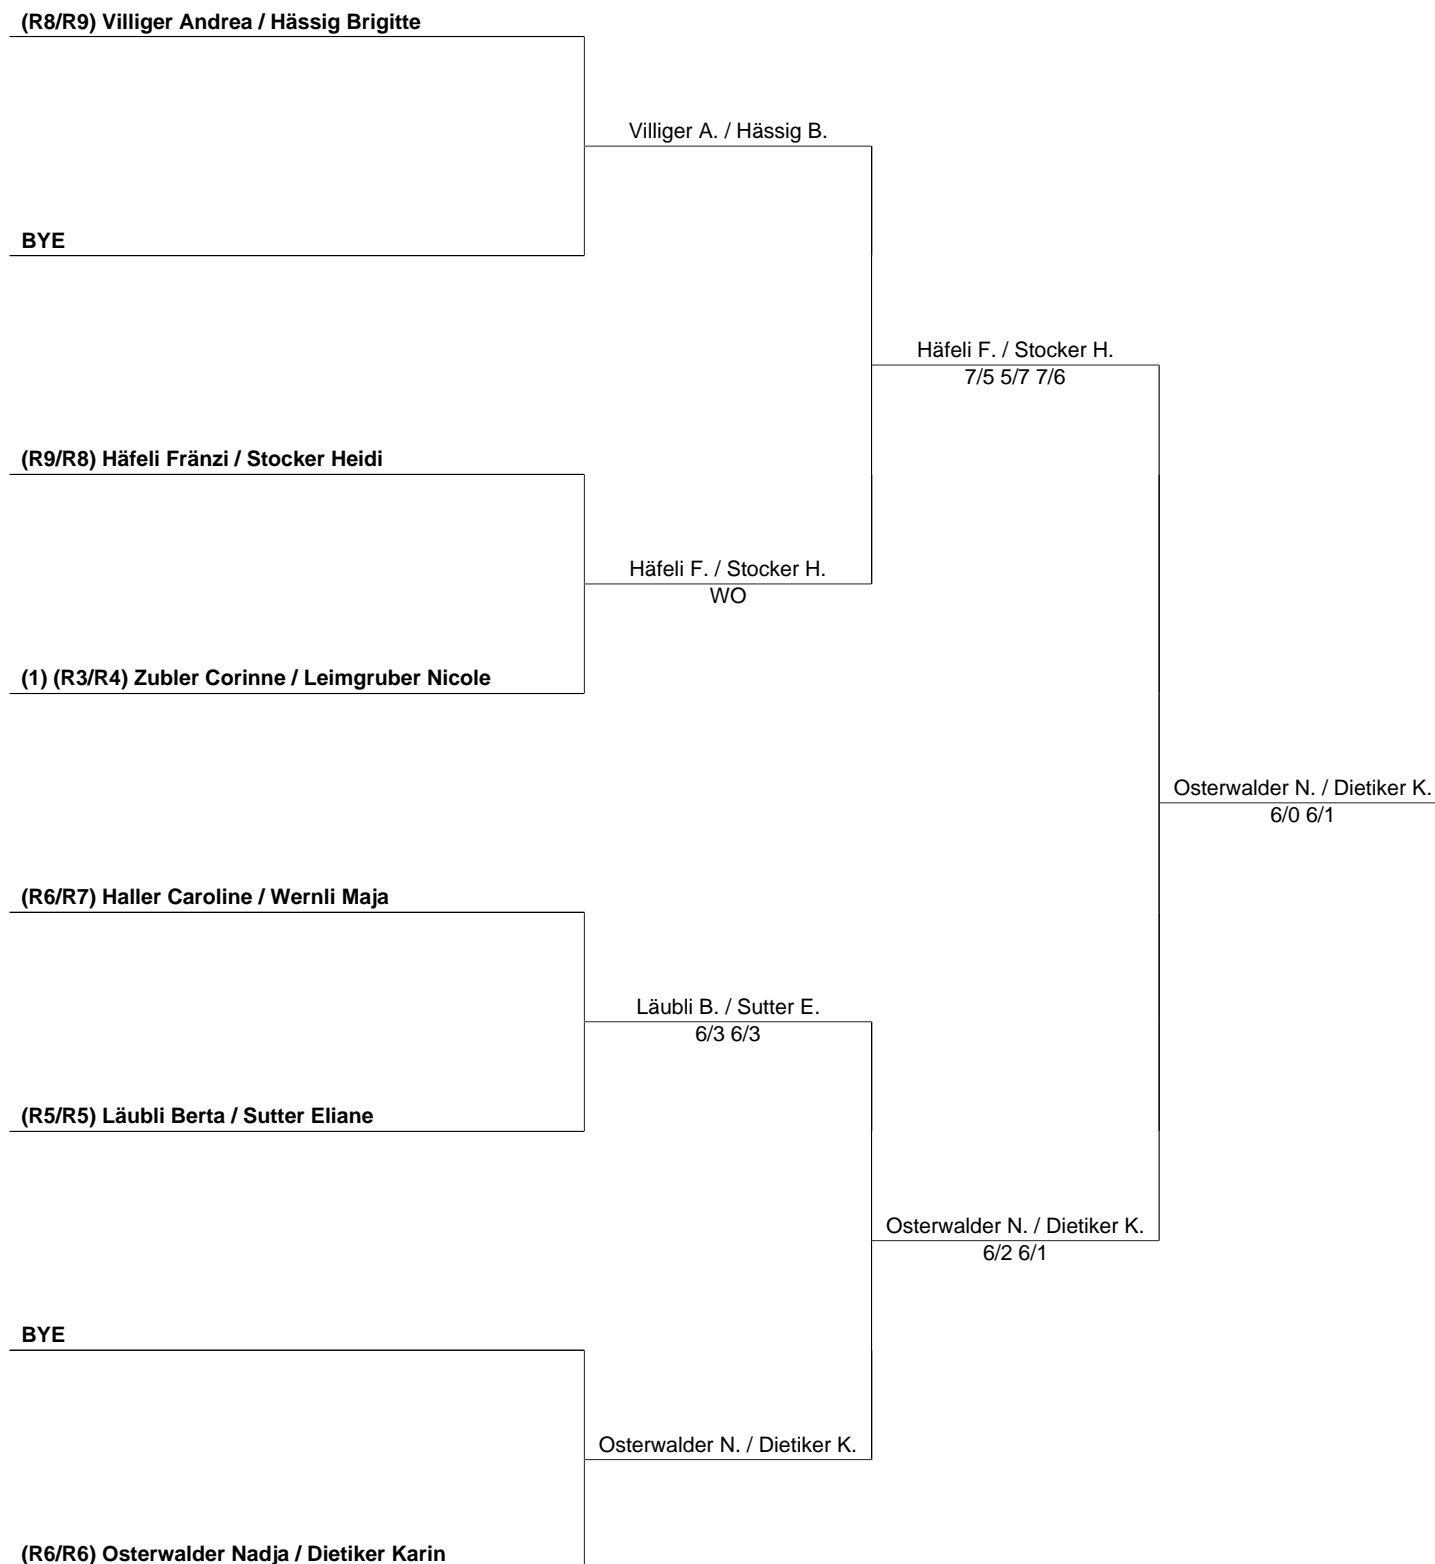 (R8/R9) Villiger Andrea / Hässig Brigitte
Villiger A. / Hässig B.
BYE
Häfeli F. / Stocker H.
7/5 5/7 7/6
(R9/R8) Häfeli Fränzi / Stocker Heidi
Häfeli F. / Stocker H.
WO
(1) (R3/R4) Zubler Corinne / Leimgruber Nicole
Osterwalder N. / Dietiker K.
6/0 6/1
(R6/R7) Haller Caroline / Wernli Maja
Läubli B. / Sutter E.
6/3 6/3
(R5/R5) Läubli Berta / Sutter Eliane
Osterwalder N. / Dietiker K.
6/2 6/1
BYE
Osterwalder N. / Dietiker K.
(R6/R6) Osterwalder Nadja / Dietiker Karin